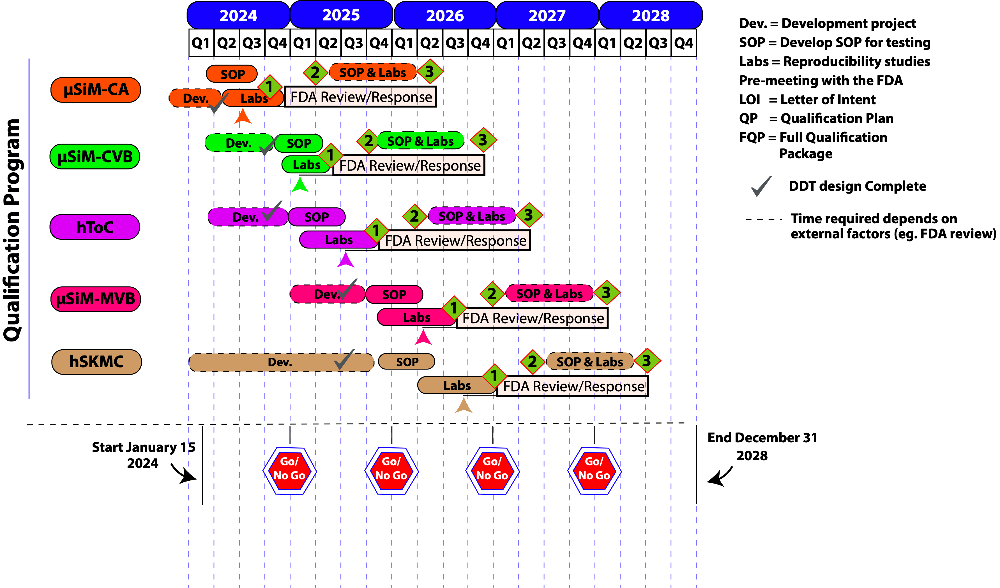 2024 2025 2026 2027 2028
Q1 Q2 Q3 Q4 Q1 Q2 Q3 Q4 Q1 Q2 Q3 Q4 Q1 Q2 Q3 Q4 Q1 Q2 Q3 Q4
Qualification Program
µSiM-CA
SOP
2
SOP & Labs
3
Dev.
Labs
1
FDA Review/Response
µSiM-CVB
Dev.
SOP
2
SOP & Labs
3
Labs
1
FDA Review/Response
hToC
Dev.
SOP
2
SOP & Labs
3
Labs
1
FDA Review/Response
µSiM-MVB
Dev.
SOP
2
SOP & Labs
3
Labs
1
FDA Review/Response
hSKMC
Dev.
SOP
2
SOP & Labs
3
Labs
1
FDA Review/Response
Start January 15
2024
Go/
No Go
Go/
No Go
Go/
No Go
Go/
No Go
End December 31
2028
Dev. = Development project
SOP = Develop SOP for testing
Labs = Reproducibility studies
Pre-meeting with the FDA
LOI = Letter of Intent
QP = Qualification Plan
FQP = Full Qualification
Package
DDT design Complete
Time required depends on
external factors (eg. FDA review)